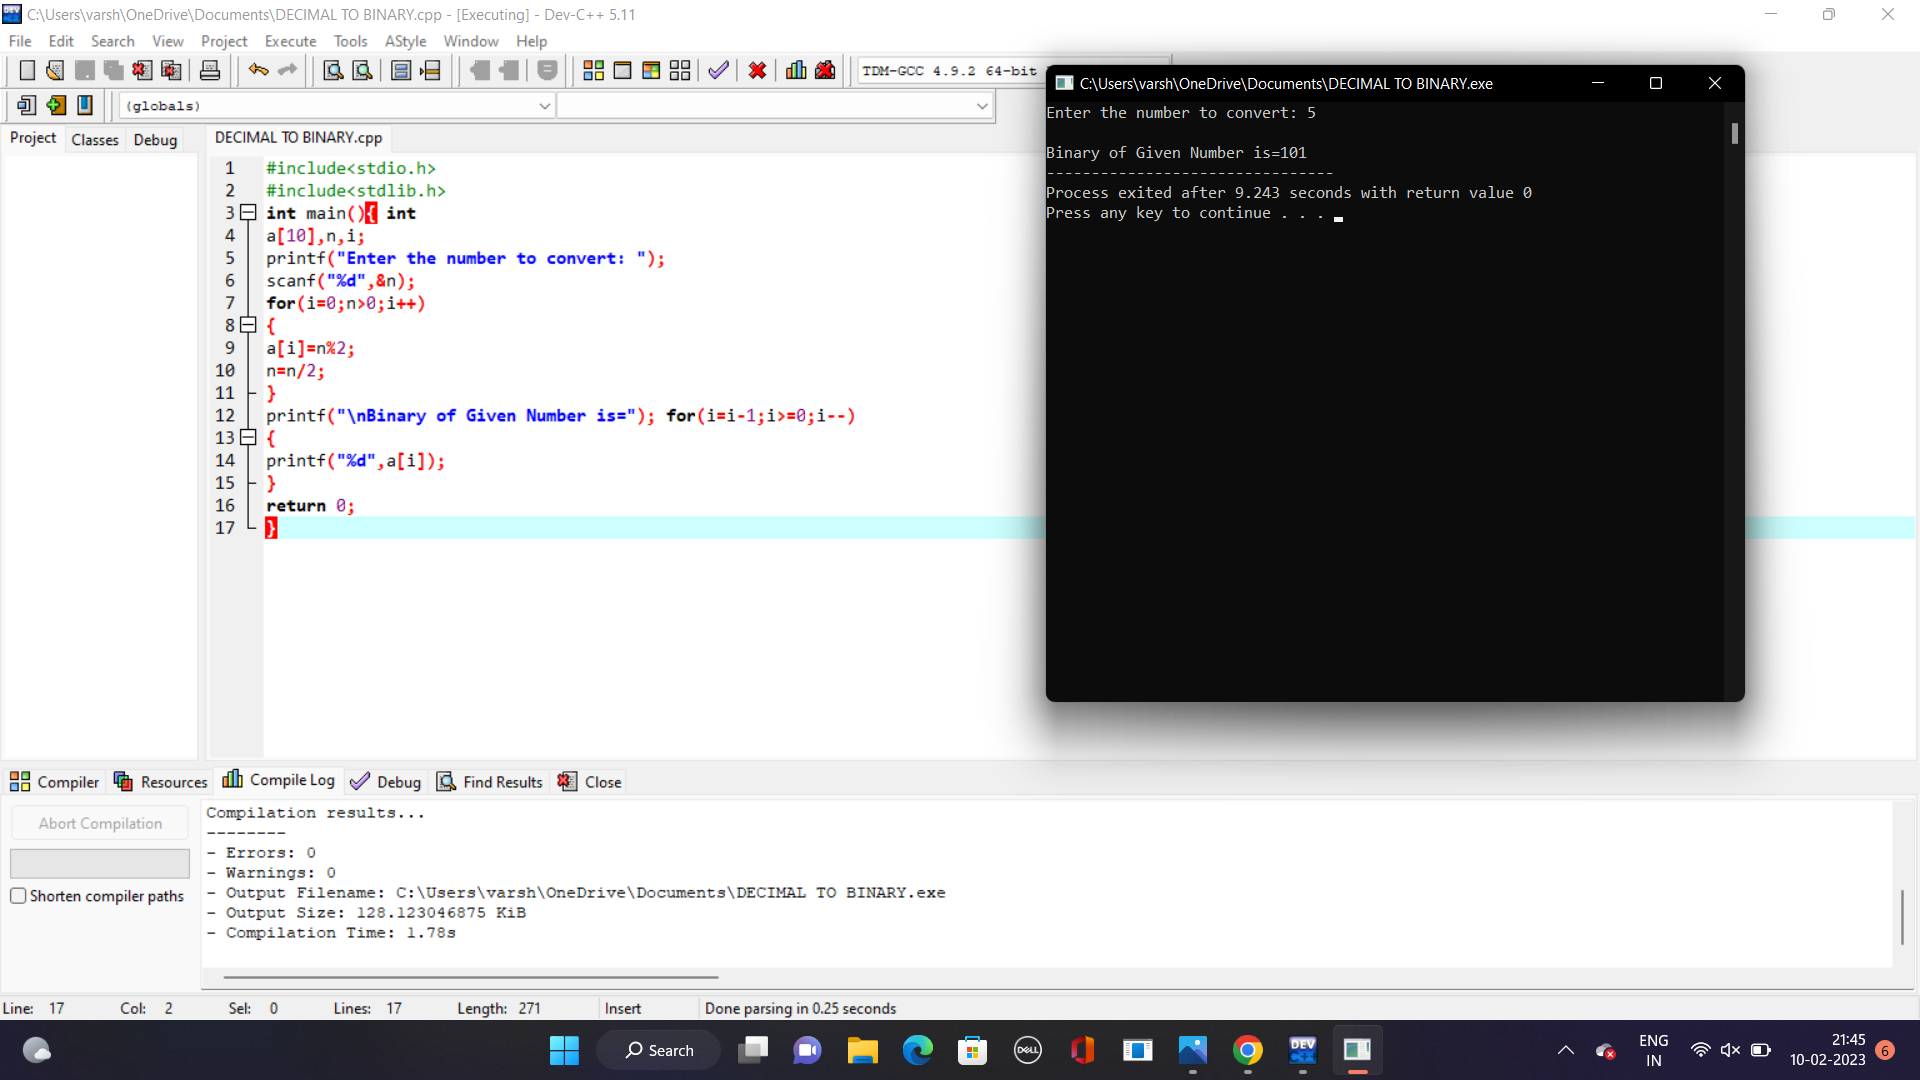 C:\Users\varsh\OneDrive\Documents\DECIMAL TO BINARY.cpp - [Executing] - Dev-C++ 5.11
File Edit Search View Project Execute Tools AStyle Window Help
TDM-GCC 4.9.2 64-bit
(globals)
Project Classes Debug
DECIMAL TO BINARY.cpp
1 #include<stdio.h>
2 #include<stdlib.h>
3 int main(){ int
4 a[10],n,i;
5 printf("Enter the number to convert: ");
6 scanf("%d",&n);
7 for(i=0;n>0;i++)
8 {
9 a[i]=n%2;
10 n=n/2;
11 }
12 printf("\nBinary of Given Number is="); for(i=i-1;i>=0;i--)
13 {
14 printf("%d",a[i]);
15 }
16 return 0;
17 }
C:\Users\varsh\OneDrive\Documents\DECIMAL TO BINARY.exe
Enter the number to convert: 5
Binary of Given Number is=101
--------------------------------
Process exited after 9.243 seconds with return value 0
Press any key to continue . . .
Compiler Resources Compile Log Debug Find Results Close
Abort Compilation
Shorten compiler paths
Compilation results...
--------
- Errors: 0
- Warnings: 0
- Output Filename: C:\Users\varsh\OneDrive\Documents\DECIMAL TO BINARY.exe
- Output Size: 128.123046875 KiB
- Compilation Time: 1.78s
Line: 17 Col: 2 Sel: 0 Lines: 17 Length: 271 Insert Done parsing in 0.25 seconds
Search
DELL
DEV C++
ENG
IN
21:45
10-02-2023
6